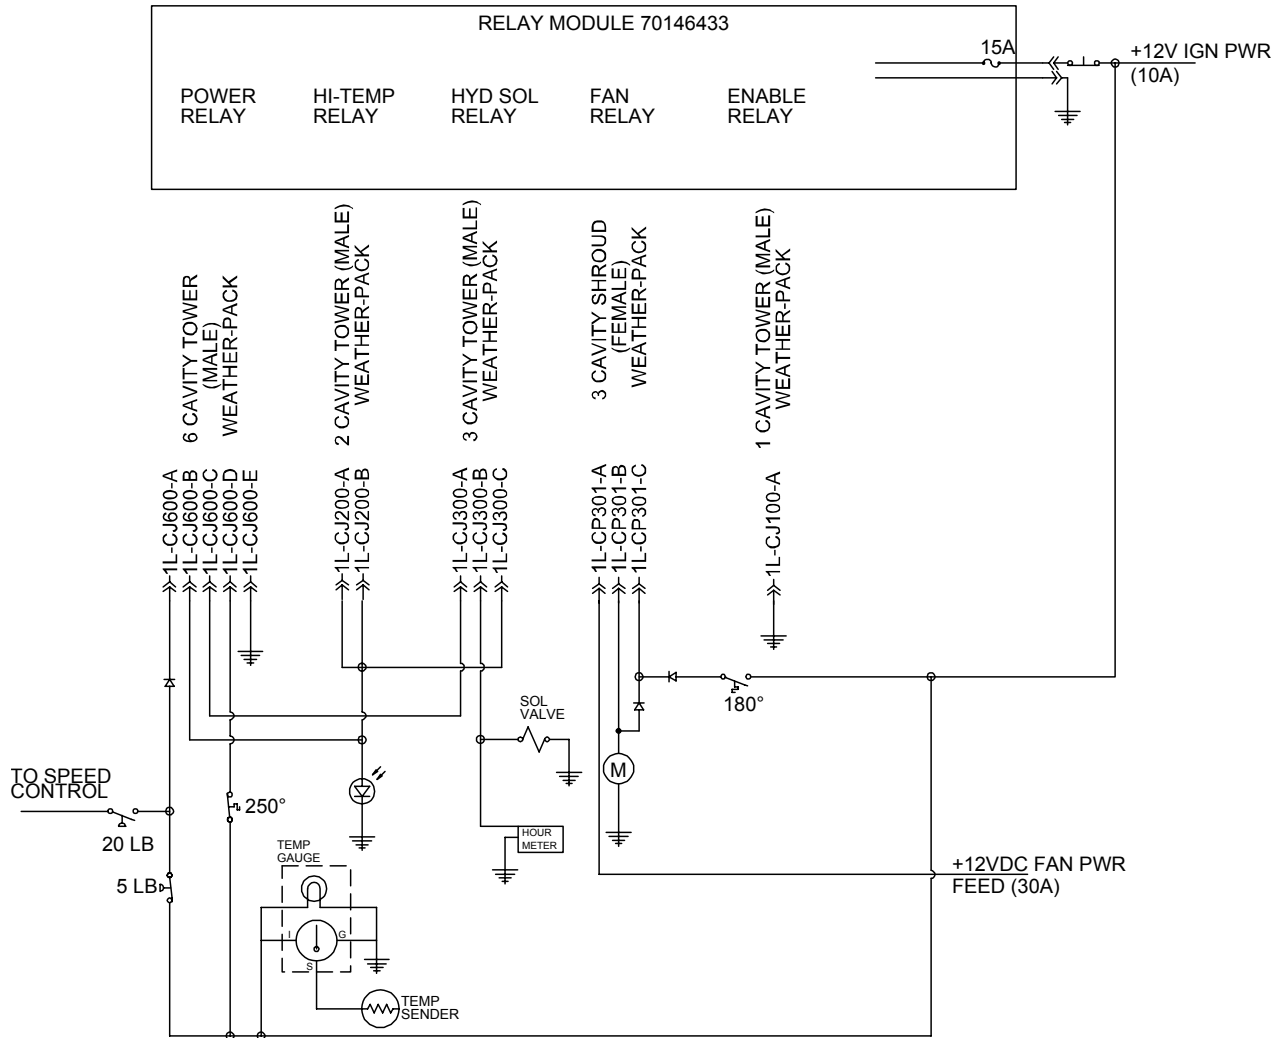 RELAY MODULE 70146433
15A
+12V IGN PWR
(10A)
POWER
RELAY
HI-TEMP
RELAY
HYD SOL
RELAY
FAN
RELAY
ENABLE
RELAY
6 CAVITY TOWER
(MALE)
WEATHER-PACK
2 CAVITY TOWER (MALE)
WEATHER-PACK
3 CAVITY TOWER (MALE)
WEATHER-PACK
3 CAVITY SHROUD
(FEMALE)
WEATHER-PACK
1 CAVITY TOWER (MALE)
WEATHER-PACK
1L-CJ600-A
1L-CJ600-B
1L-CJ600-C
1L-CJ600-D
1L-CJ600-E
1L-CJ200-A
1L-CJ200-B
1L-CJ300-A
1L-CJ300-B
1L-CJ300-C
1L-CP301-A
1L-CP301-B
1L-CP301-C
1L-CJ100-A
180°
SOL
VALVE
M
TO SPEED
CONTROL
20 LB
250°
HOUR
METER
TEMP
GAUGE
5 LB
+12VDC FAN PWR
FEED (30A)
I
G
S
TEMP
SENDER